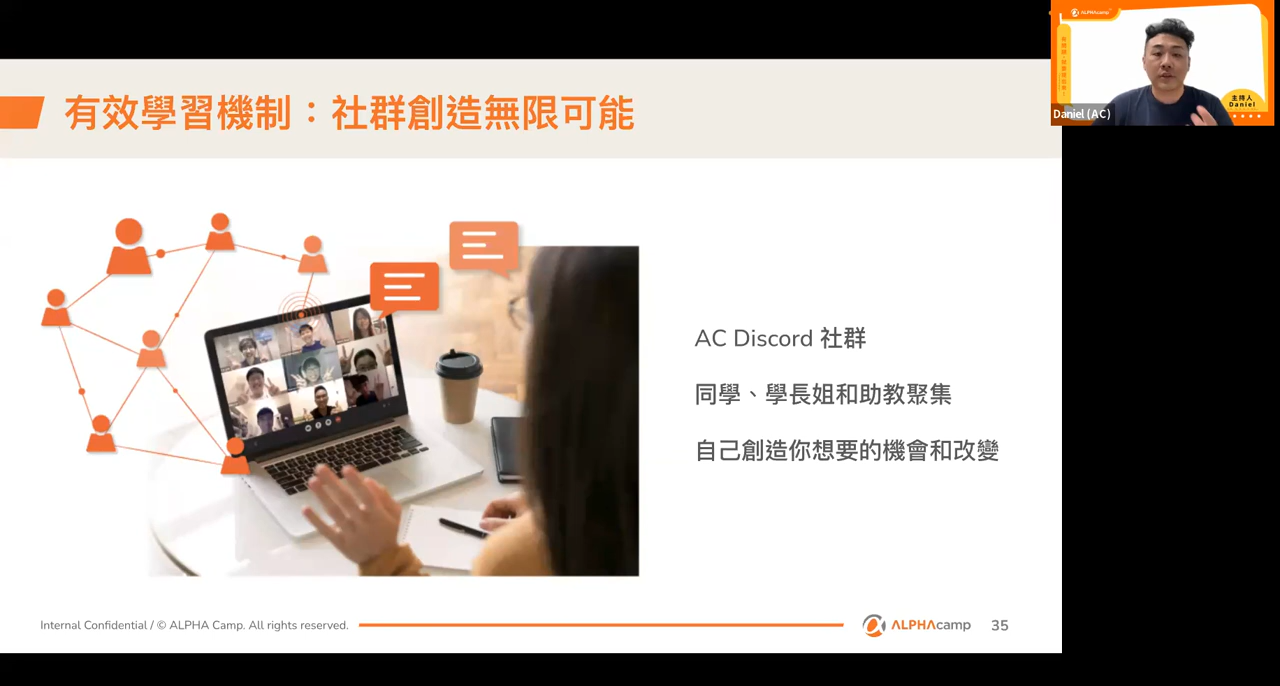 有效學習機制：社群創造無限可能
AC Discord 社群
同學、學長姐和助教聚集
自己創造你想要的機會和改變
Internal Confidential / © ALPHA Camp. All rights reserved.
ALPHAcamp
35
ALPHAcamp
主持人
Daniel
Daniel (AC)